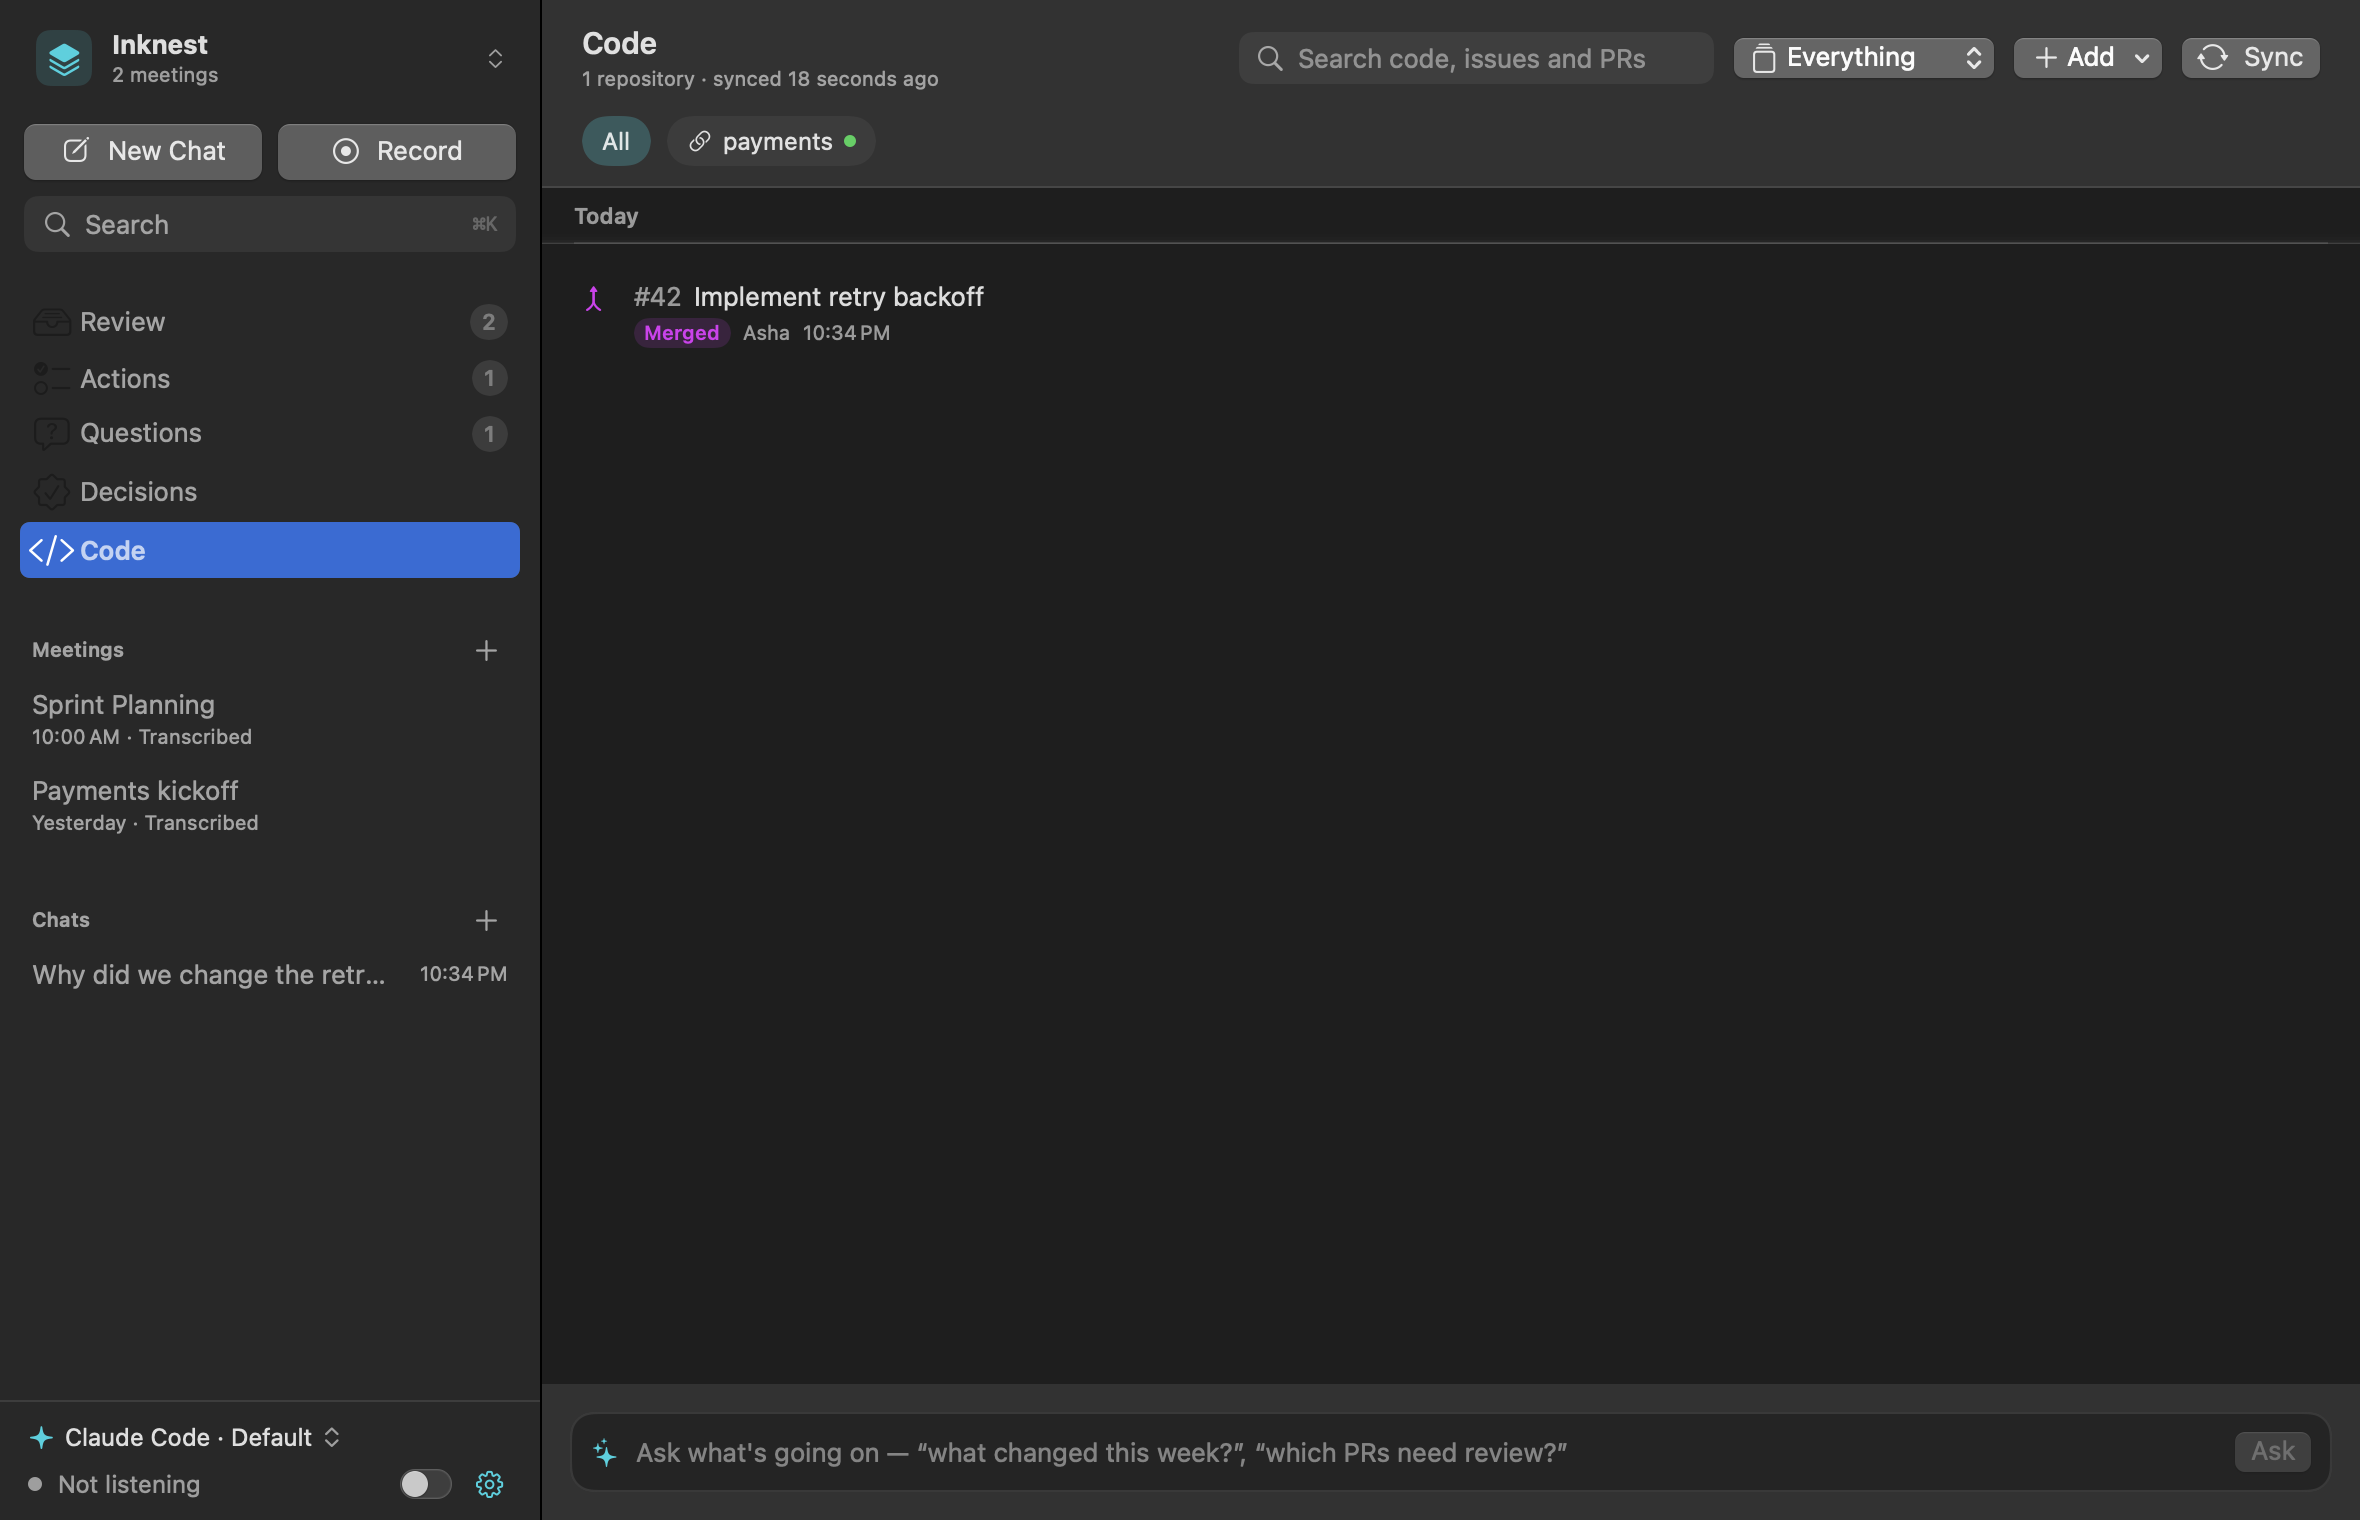 Inknest
2 meetings
New Chat
Record
Search
⌘K
Review
2
Actions
1
Questions
1
Decisions
</> Code
Meetings
Sprint Planning
10:00 AM · Transcribed
Payments kickoff
Yesterday · Transcribed
Chats
Why did we change the retr...
10:34 PM
Claude Code · Default
Not listening
Code
1 repository · synced 18 seconds ago
Search code, issues and PRs
Everything
Add
Sync
All
payments
Today
#42 Implement retry backoff
Merged Asha 10:34 PM
Ask what's going on — “what changed this week?”, “which PRs need review?”
Ask